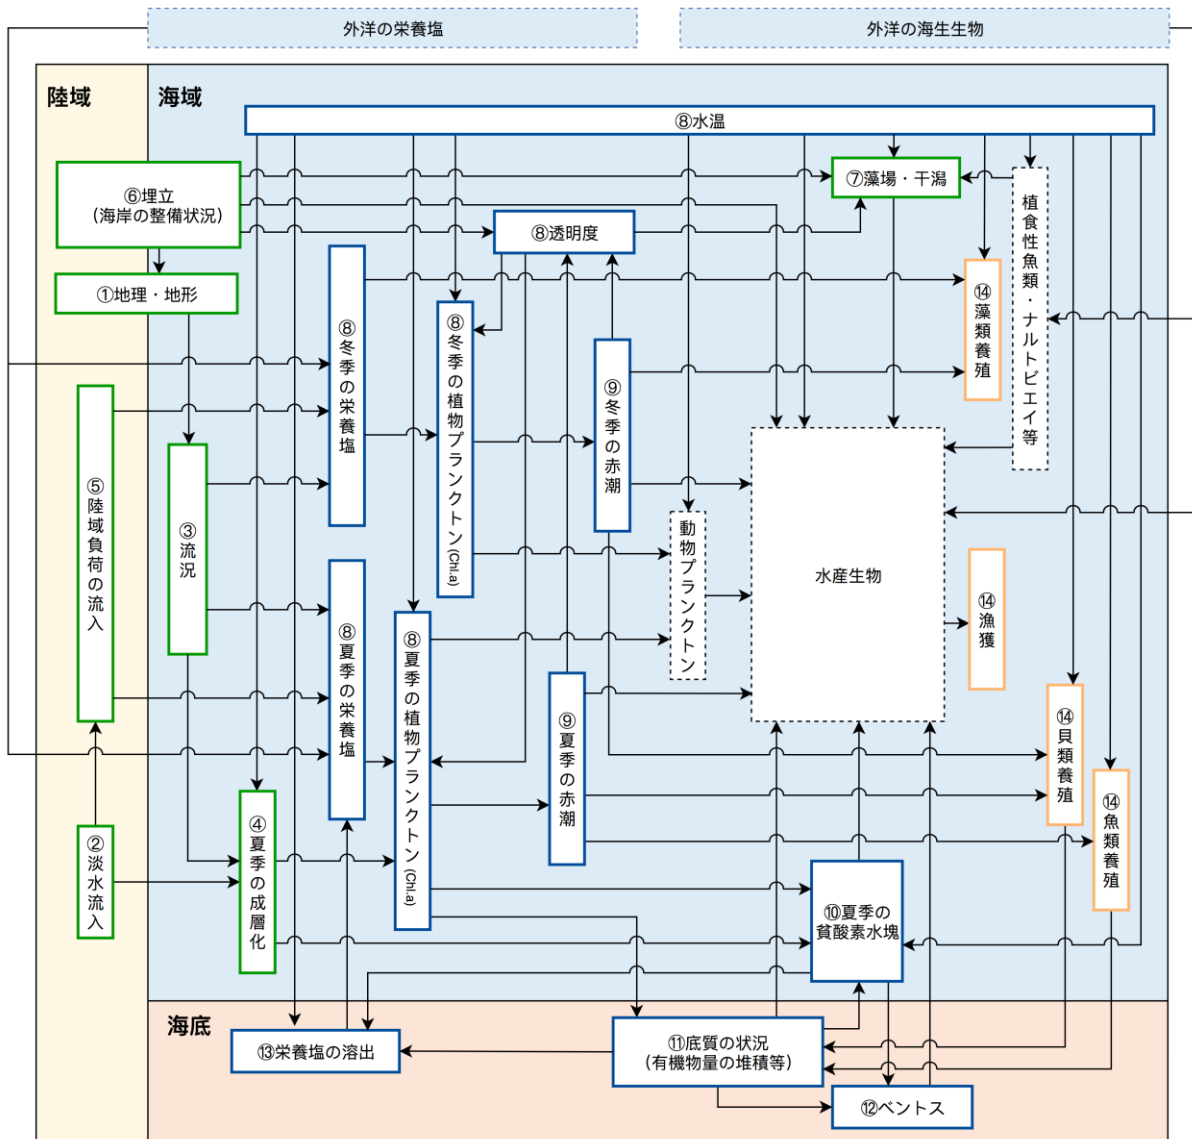 外洋の栄養塩
外洋の海生生物
陸域
海域
⑧水温
⑥埋立
（海岸の整備状況）
⑦藻場・干潟
植食性魚類・ナルトビエイ等
⑧透明度
①地理・地形
⑧冬季の栄養塩
⑧冬季の植物プランクトン(Chl.a)
⑭藻類養殖
⑨冬季の赤潮
⑤陸域負荷の流入
③流況
動物プランクトン
水産生物
⑭漁獲
⑧夏季の栄養塩
⑧夏季の植物プランクトン(Chl.a)
⑨夏季の赤潮
⑭貝類養殖
⑭魚類養殖
②淡水流入
④夏季の成層化
⑩夏季の
貧酸素水塊
海底
⑬栄養塩の溶出
⑪底質の状況
(有機物量の堆積等)
⑫ベントス